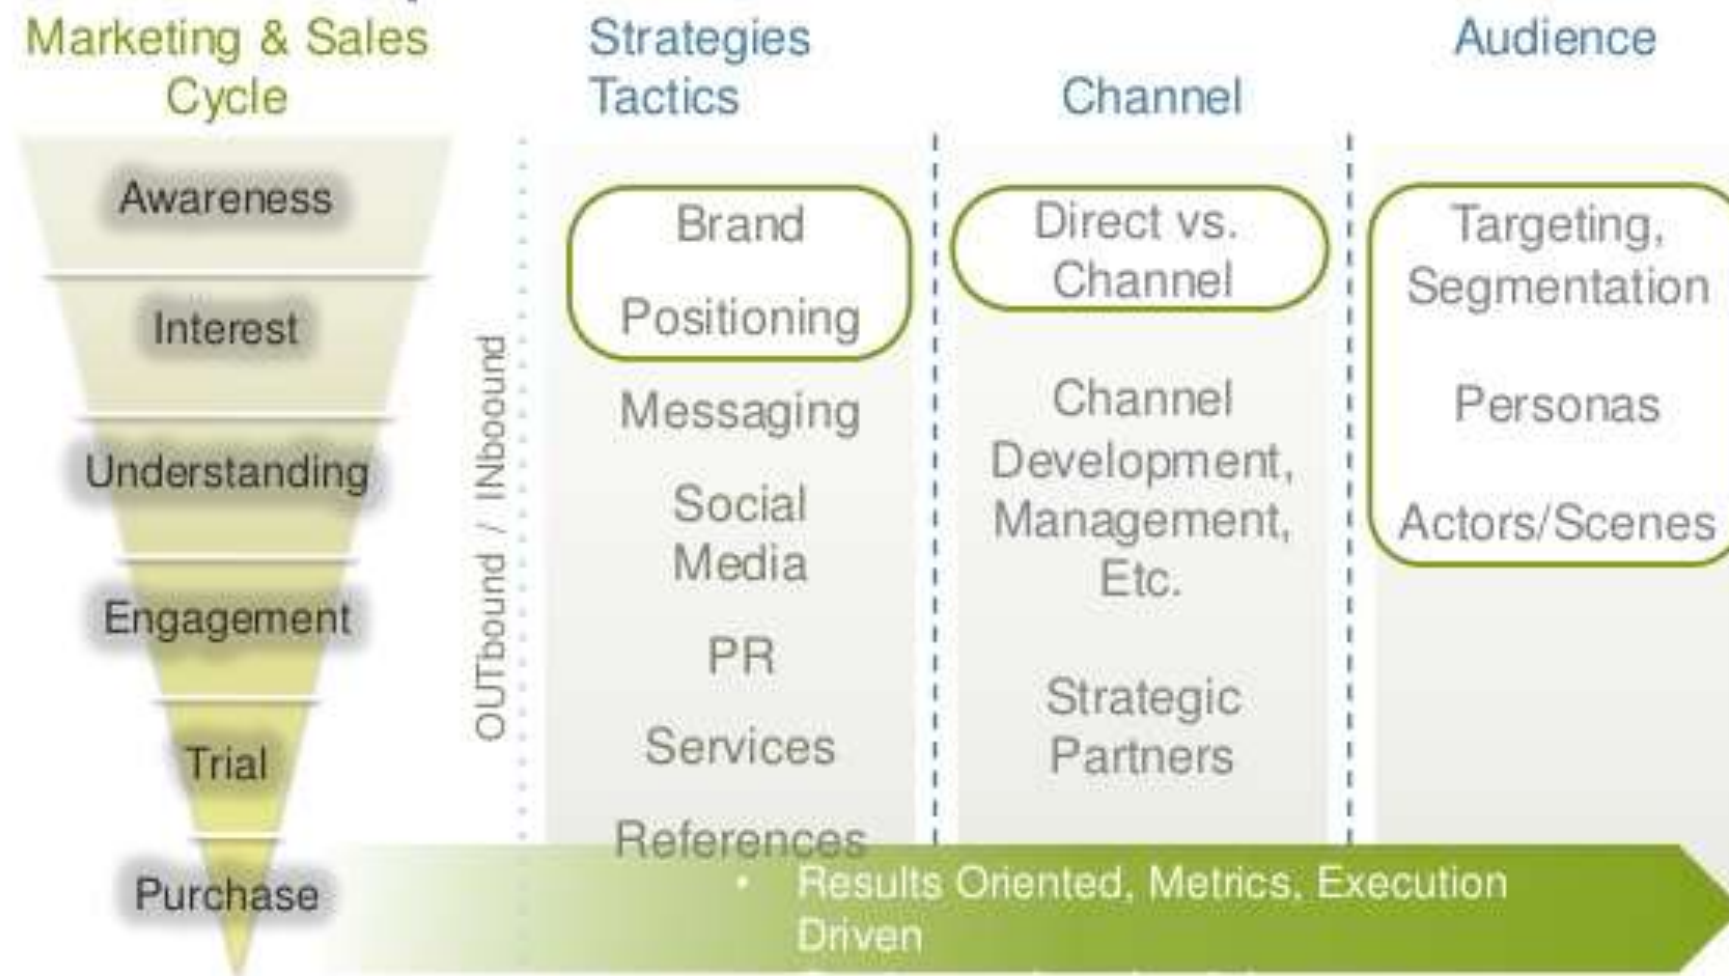 Marketing & Sales
Cycle
Strategies
Tactics
Channel
Audience
Awareness
Interest
Understanding
Engagement
Trial
Purchase
OUTbound / INbound
Brand
Positioning
Messaging
Social
Media
PR
Services
References
Direct vs.
Channel
Channel
Development,
Management,
Etc.
Strategic
Partners
Targeting,
Segmentation
Personas
Actors/Scenes
• Results Oriented, Metrics, Execution
Driven